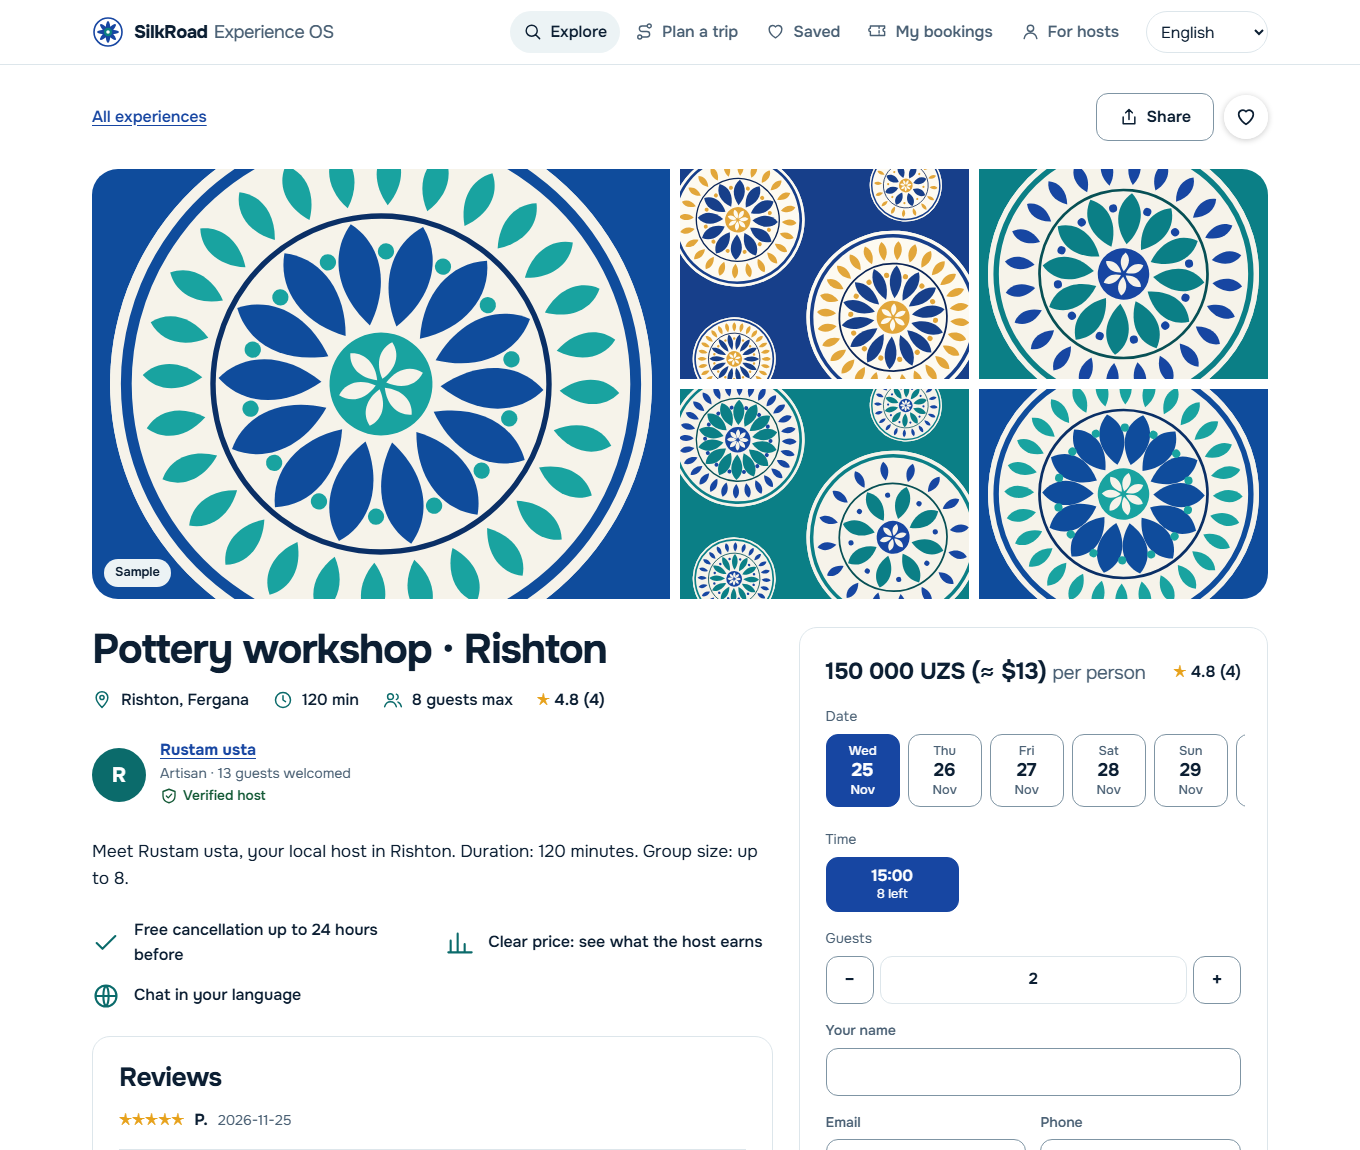 SilkRoad Experience OS
Explore
Plan a trip
Saved
My bookings
For hosts
English
All experiences
Share
Sample
Pottery workshop · Rishton
Rishton, Fergana
120 min
8 guests max
★ 4.8 (4)
R
Rustam usta
Artisan · 13 guests welcomed
Verified host
Meet Rustam usta, your local host in Rishton. Duration: 120 minutes. Group size: up
to 8.
Free cancellation up to 24 hours
before
Clear price: see what the host earns
Chat in your language
Reviews
★★★★★ P. 2026-11-25
150 000 UZS (≈ $13) per person
★ 4.8 (4)
Date
Wed
25
Nov
Thu
26
Nov
Fri
27
Nov
Sat
28
Nov
Sun
29
Nov
Time
15:00
8 left
Guests
− 2 +
Your name
Email
Phone